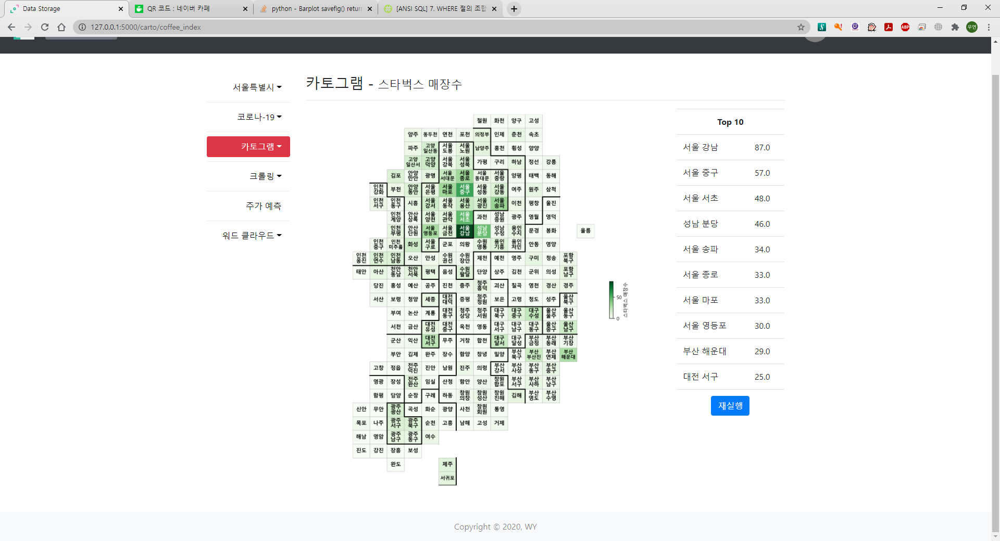 Data Storage
QR 코드 : 네이버 카페
python - Barplot savefig() return
[ANSI SQL] 7. WHERE 절의 조합
127.0.0.1:5000/carto/coffee_index
ABP
우연
서울특별시
코로나-19
카토그램
크롤링
주가 예측
워드 클라우드
카토그램 - 스타벅스 매장수
철원 화천 양구 고성
양주 동두천 연천 포천 의정부 인제 춘천 속초
파주 고양 일산동 서울 도봉 서울 노원 남양주 홍천 횡성 양양
고양 일산서 고양 덕양 서울 강북 서울 성북 가평 구리 하남 정선 강릉
김포 안양 만안 광명 서울 서대문 서울 종로 서울 동대문 서울 중랑 양평 태백 동해
인천 강화 부천 안양 동안 서울 은평 서울 마포 서울 중구 서울 성동 서울 강동 여주 원주 삼척
인천 서구 인천 동구 시흥 서울 강서 서울 동작 서울 용산 서울 광진 서울 송파 이천 평창 울진
인천 계양 안산 상록 서울 양천 서울 관악 서울 서초 과천 성남 중원 광주 영월 영덕
인천 부평 안산 단원 서울 영등포 서울 금천 서울 강남 성남 분당 성남 수정 용인 수지 문경 봉화 울릉
인천 중구 인천 미추홀 화성 서울 구로 군포 의왕 수원 영통 용인 기흥 용인 처인 안동 영양
인천 옹진 인천 연수 인천 남동 오산 안성 수원 권선 수원 장안 제천 예천 영주 구미 청송 포항 북구
태안 아산 천안 동남 천안 서북 평택 음성 수원 팔달 단양 상주 김천 군위 의성 포항 남구
당진 홍성 예산 공주 진천 충주 청주 흥덕 괴산 칠곡 영천 경산 경주
서산 보령 청양 세종 대전 대덕 증평 청주 청원 보은 고령 청도 성주 울산 북구
부여 논산 계룡 대전 동구 청주 상당 청주 서원 대구 북구 대구 중구 대구 수성 울산 울주 울산 동구
서천 금산 대전 유성 대전 중구 옥천 영동 대구 서구 대구 남구 대구 동구 울산 중구 울산 남구
군산 익산 대전 서구 무주 거창 합천 대구 달서 대구 달성 부산 금정 부산 동래 부산 기장
부안 김제 완주 장수 함양 창녕 밀양 부산 북구 부산 부산진 부산 연제 부산 해운대
고창 정읍 전주 덕진 진안 남원 진주 의령 부산 강서 부산 사상 부산 동구 부산 중구
영광 장성 전주 완산 임실 산청 함안 양산 창원 합포 부산 서구 부산 사하 부산 남구
함평 담양 순창 구례 하동 창원 의창 창원 성산 창원 진해 김해 부산 영도 부산 수영
신안 무안 광주 광산 곡성 화순 광양 사천 창원 회원 통영
목포 나주 광주 서구 광주 북구 순천 고흥 남해 고성 거제
해남 영암 광주 남구 광주 동구 여수
진도 강진 장흥 보성
완도 제주
서귀포
50
0
스타벅스 매장수
Top 10
서울 강남 87.0
서울 중구 57.0
서울 서초 48.0
성남 분당 46.0
서울 송파 34.0
서울 종로 33.0
서울 마포 33.0
서울 영등포 30.0
부산 해운대 29.0
대전 서구 25.0
재실행
Copyright © 2020, WY